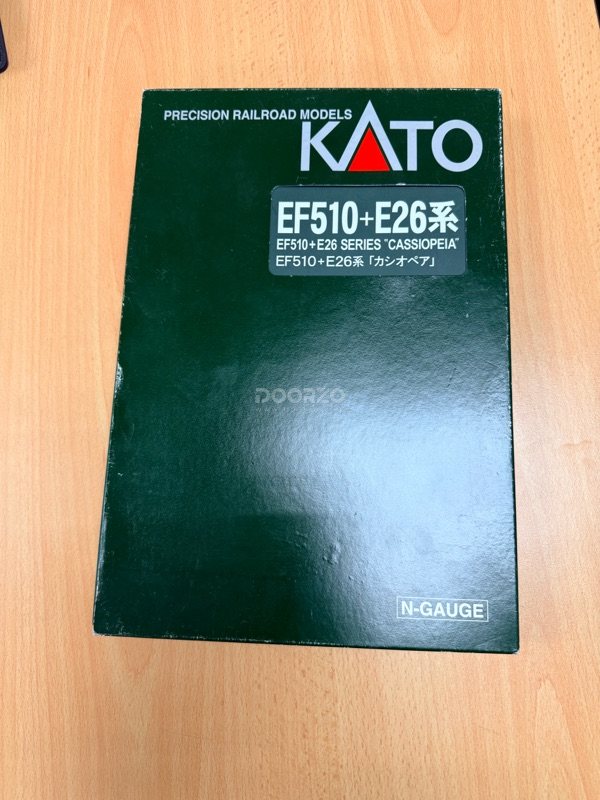 PRECISION RAILROAD MODELS
KATO
EF510+E26系
EF510+E26 SERIES "CASSIOPEIA"
EF510+E26系「カシオペア」
DOORZO
N-GAUGE